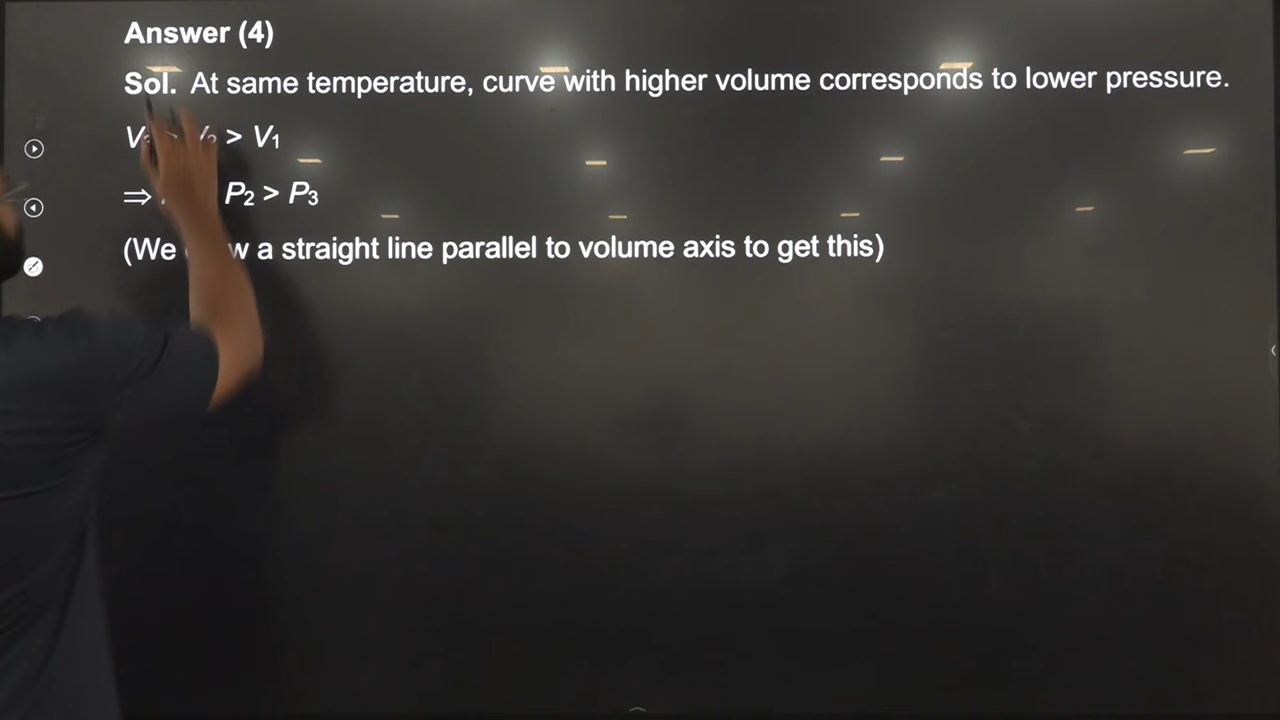 Answer (4)
Sol. At same temperature, curve with higher volume corresponds to lower pressure.
> V₁
⇒ P₂ > P₃
(We a straight line parallel to volume axis to get this)